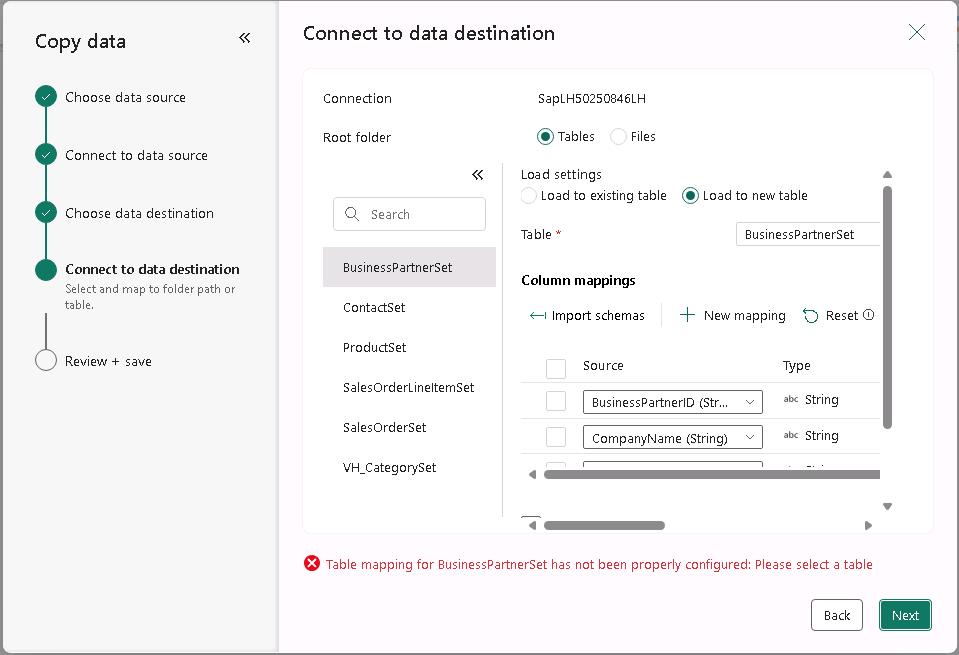 Copy data
Choose data source
Connect to data source
Choose data destination
Connect to data destination
Select and map to folder path or
table.
Review + save
Connect to data destination
Connection
SapLH50250846LH
Root folder
Tables
Files
Search
BusinessPartnerSet
ContactSet
ProductSet
SalesOrderLineItemSet
SalesOrderSet
VH_CategorySet
Load settings
Load to existing table
Load to new table
Table *
BusinessPartnerSet
Column mappings
Import schemas
New mapping
Reset
Source
Type
BusinessPartnerID (Str...
abc String
CompanyName (String)
abc String
Table mapping for BusinessPartnerSet has not been properly configured: Please select a table
Back
Next